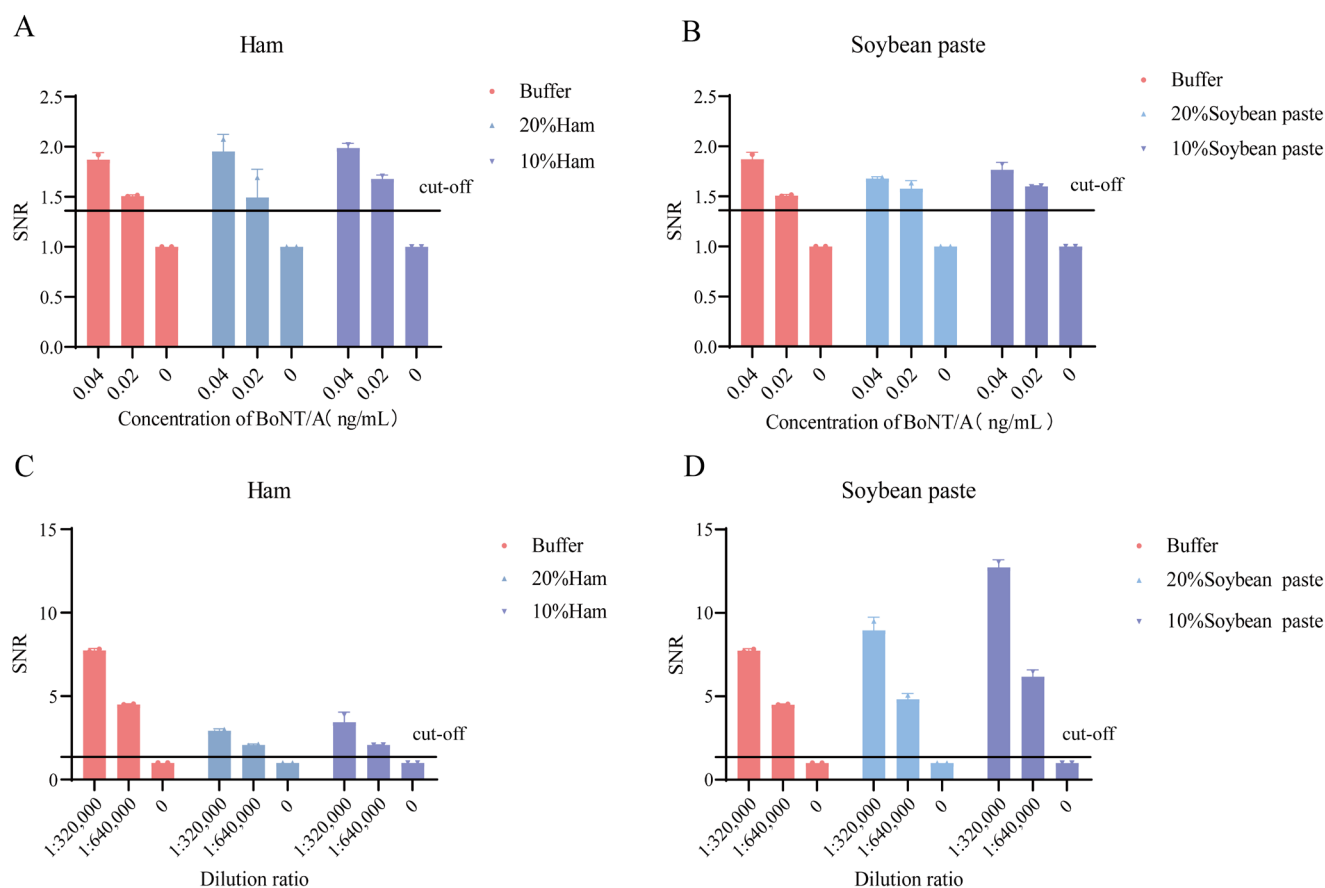 A
Ham
SNR
2.5
2.0
1.5
1.0
0.5
0.0
Buffer
20%Ham
10%Ham
cut-off
0.04
0.02
0
0.04
0.02
0
0.04
0.02
0
Concentration of BoNT/A( ng/mL)
B
Soybean paste
SNR
2.5
2.0
1.5
1.0
0.5
0.0
Buffer
20%Soybean paste
10%Soybean paste
cut-off
0.04
0.02
0
0.04
0.02
0
0.04
0.02
0
Concentration of BoNT/A( ng/mL)
C
Ham
SNR
15
10
5
0
Buffer
20%Ham
10%Ham
cut-off
1:320,000
1:640,000
0
1:320,000
1:640,000
0
1:320,000
1:640,000
0
Dilution ratio
D
Soybean paste
SNR
15
10
5
0
Buffer
20%Soybean paste
10%Soybean paste
cut-off
1:320,000
1:640,000
0
1:320,000
1:640,000
0
1:320,000
1:640,000
0
Dilution ratio